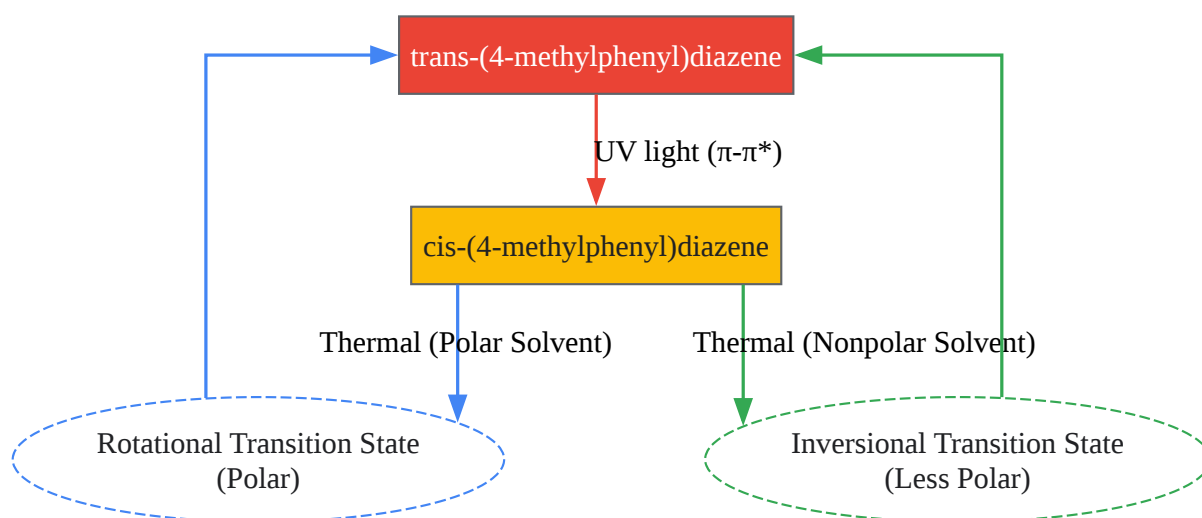 trans-(4-methylphenyl)diazene
UV light (π-π*)
cis-(4-methylphenyl)diazene
Thermal (Polar Solvent)
Thermal (Nonpolar Solvent)
Rotational Transition State
(Polar)
Inversional Transition State
(Less Polar)